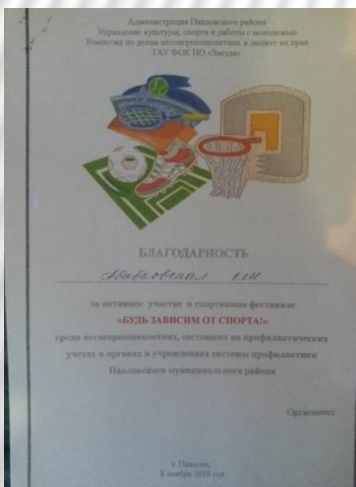 Администрация Павловского района
Управление культуры, спорта и работы с молодежью
Комиссия по делам несовершеннолетних и защите их прав
ГАУ ФОК НО «Звезда»
БЛАГОДАРНОСТЬ
за активное участие в спортивном фестивале
«БУДЬ ЗАВИСИМ ОТ СПОРТА!»
среди несовершеннолетних, состоящих на профилактических
учетах в органах и учреждениях системы профилактики
Павловского муниципального района
Оргкомитет
г. Павлово,
8 ноября 2018 год